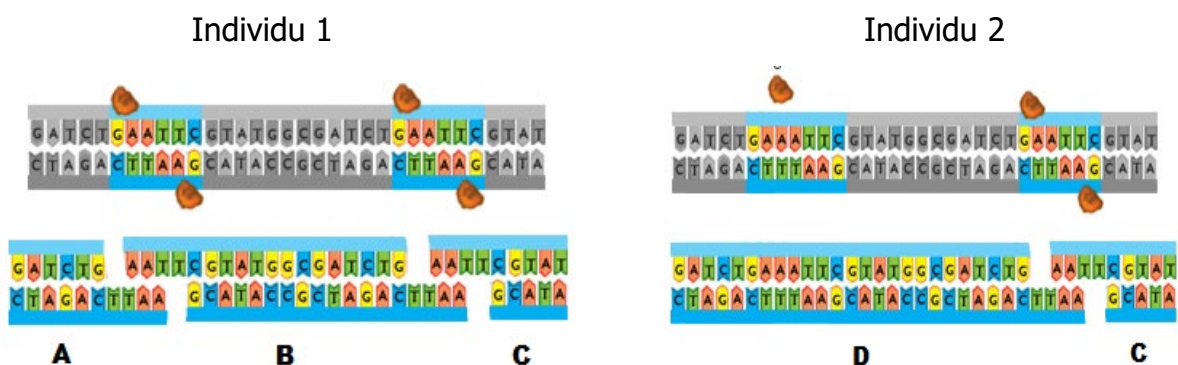 Individu 1
GATCTGAATTCGTATGGCGATCTGAATTCGTAT
CTAGACTTAAGCATACCGCTAGACTTAAGCATA
GATCTG AATTCGTATGGCGATCTG AATTCGTAT
CTAGACTTAA GCATACCGCTAGACTTAA GCATA
A B C
Individu 2
GATCTGAAATTCGTATGGCGATCTGAATTCGTAT
CTAGACTTTAAGCATACCGCTAGACTTAAGCATA
GATCTGAAATTCGTATGGCGATCTG AATTCGTAT
CTAGACTTTAAGCATACCGCTAGACTTAA GCATA
D C